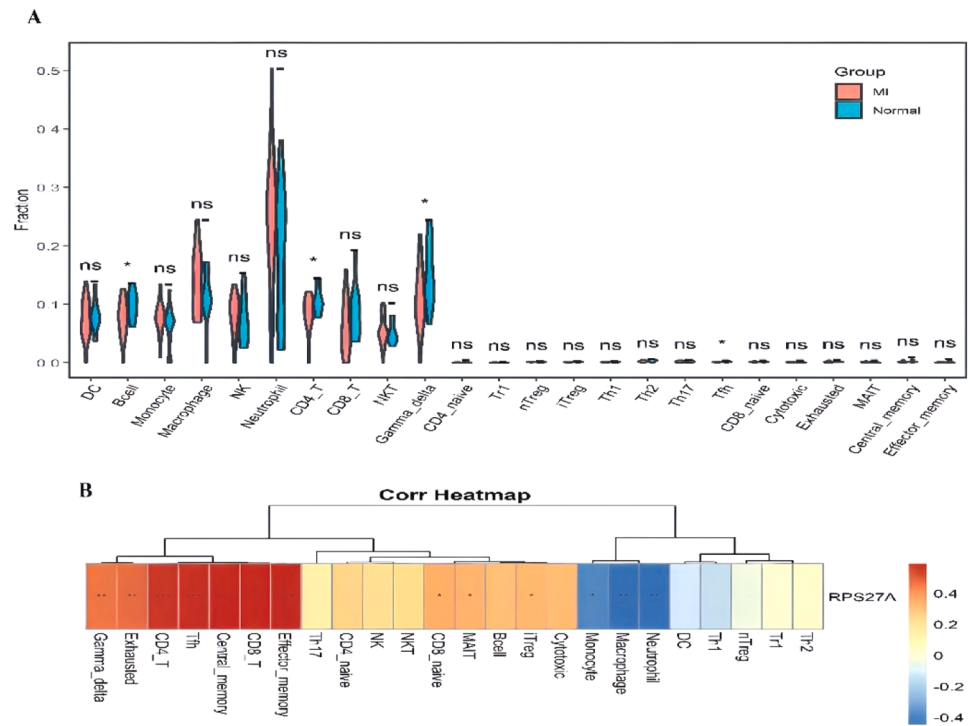 A
ns
0.5
Group
MI
Normal
0.4
0.3
Fraction
ns
*
ns
0.2
ns * ns ns * ns
0.1
ns ns ns ns ns ns ns * ns ns ns ns ns ns
0.0
DC Bcell Monocyte Macrophage NK Neutrophil CD4_T CD8_T NKT Gamma_delta CD4_naive Tr1 nTreg iTreg Th1 Th2 Th17 Tfh CD8_naive Cytotoxic Exhausted MAIT Central_memory Effector_memory
B
Corr Heatmap
RPS27A
Gamma_delta Exhausted CD4_T Tfh Central_memory CD8_T Effector_memory Th17 CD4_naive NK NKT CD8_naive MAIT Bcell iTreg Cytotoxic Monocyte Macrophage Neutrophil DC Th1 nTreg Tr1 Th2
0.4
0.2
0
-0.2
-0.4